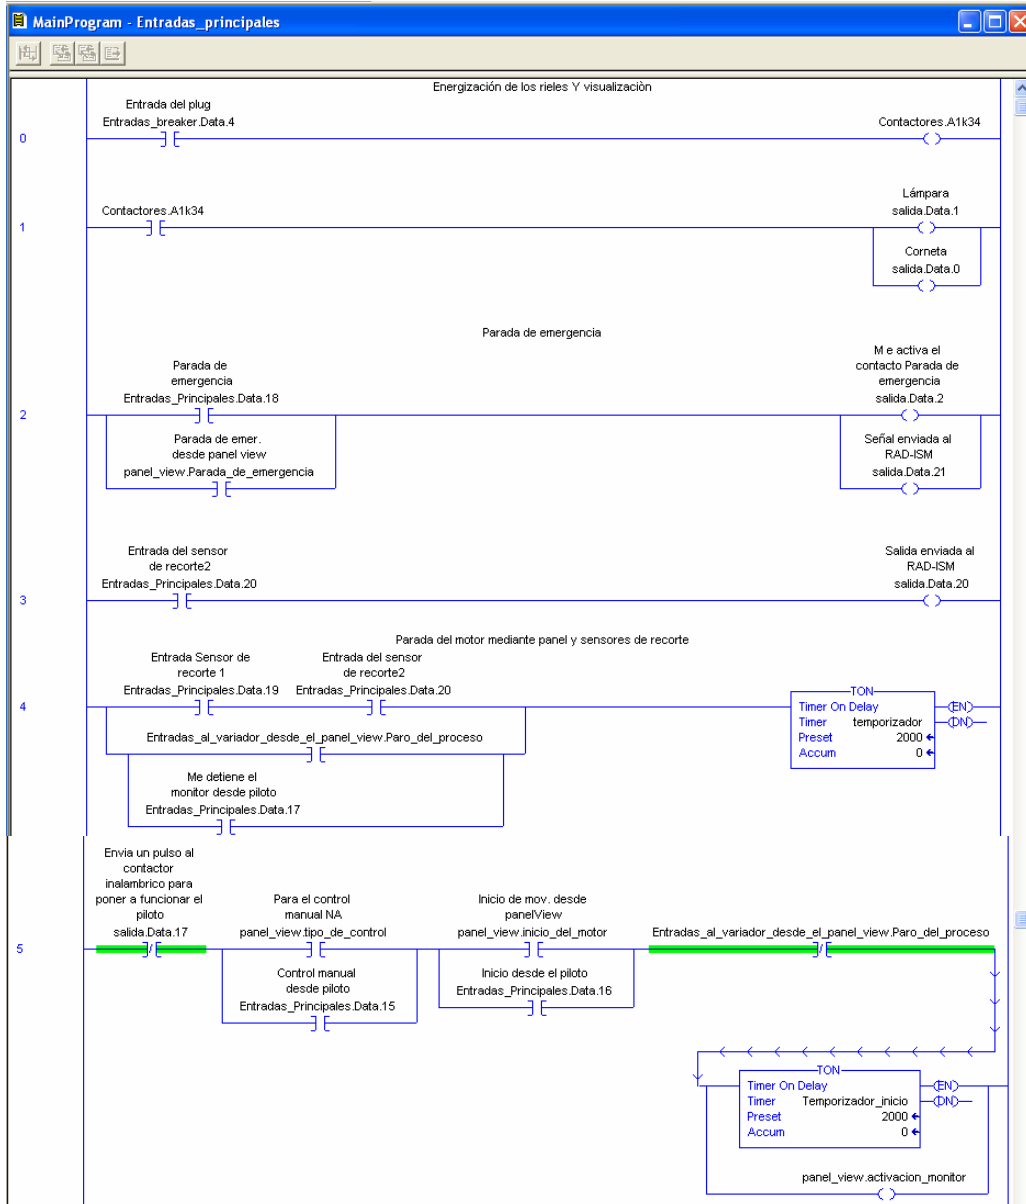 MainProgram - Entradas_principales
Energización de los rieles Y visualizaciòn
Entrada del plug
Entradas_breaker.Data.4
Contactores.A1k34
0
Contactores.A1k34
Lámpara
salida.Data.1
1
Corneta
salida.Data.0
Parada de emergencia
Parada de
emergencia
Entradas_Principales.Data.18
M e activa el
contacto Parada de
emergencia
salida.Data.2
2
Parada de emer.
desde panel view
panel_view.Parada_de_emergencia
Señal enviada al
RAD-ISM
salida.Data.21
Entrada del sensor
de recorte2
Entradas_Principales.Data.20
Salida enviada al
RAD-ISM
salida.Data.20
3
Parada del motor mediante panel y sensores de recorte
Entrada Sensor de
recorte 1
Entradas_Principales.Data.19
Entrada del sensor
de recorte2
Entradas_Principales.Data.20
4
TON
Timer On Delay
Timer temporizador
Preset 2000
Accum 0
EN
DN
Entradas_al_variador_desde_el_panel_view.Paro_del_proceso
Me detiene el
monitor desde piloto
Entradas_Principales.Data.17
Envia un pulso al
contactor
inalambrico para
poner a funcionar el
piloto
salida.Data.17
Para el control
manual NA
panel_view.tipo_de_control
Inicio de mov. desde
panelView
panel_view.inicio_del_motor
Entradas_al_variador_desde_el_panel_view.Paro_del_proceso
5
Control manual
desde piloto
Entradas_Principales.Data.15
Inicio desde el piloto
Entradas_Principales.Data.16
TON
Timer On Delay
Timer Temporizador_inicio
Preset 2000
Accum 0
EN
DN
panel_view.activacion_monitor